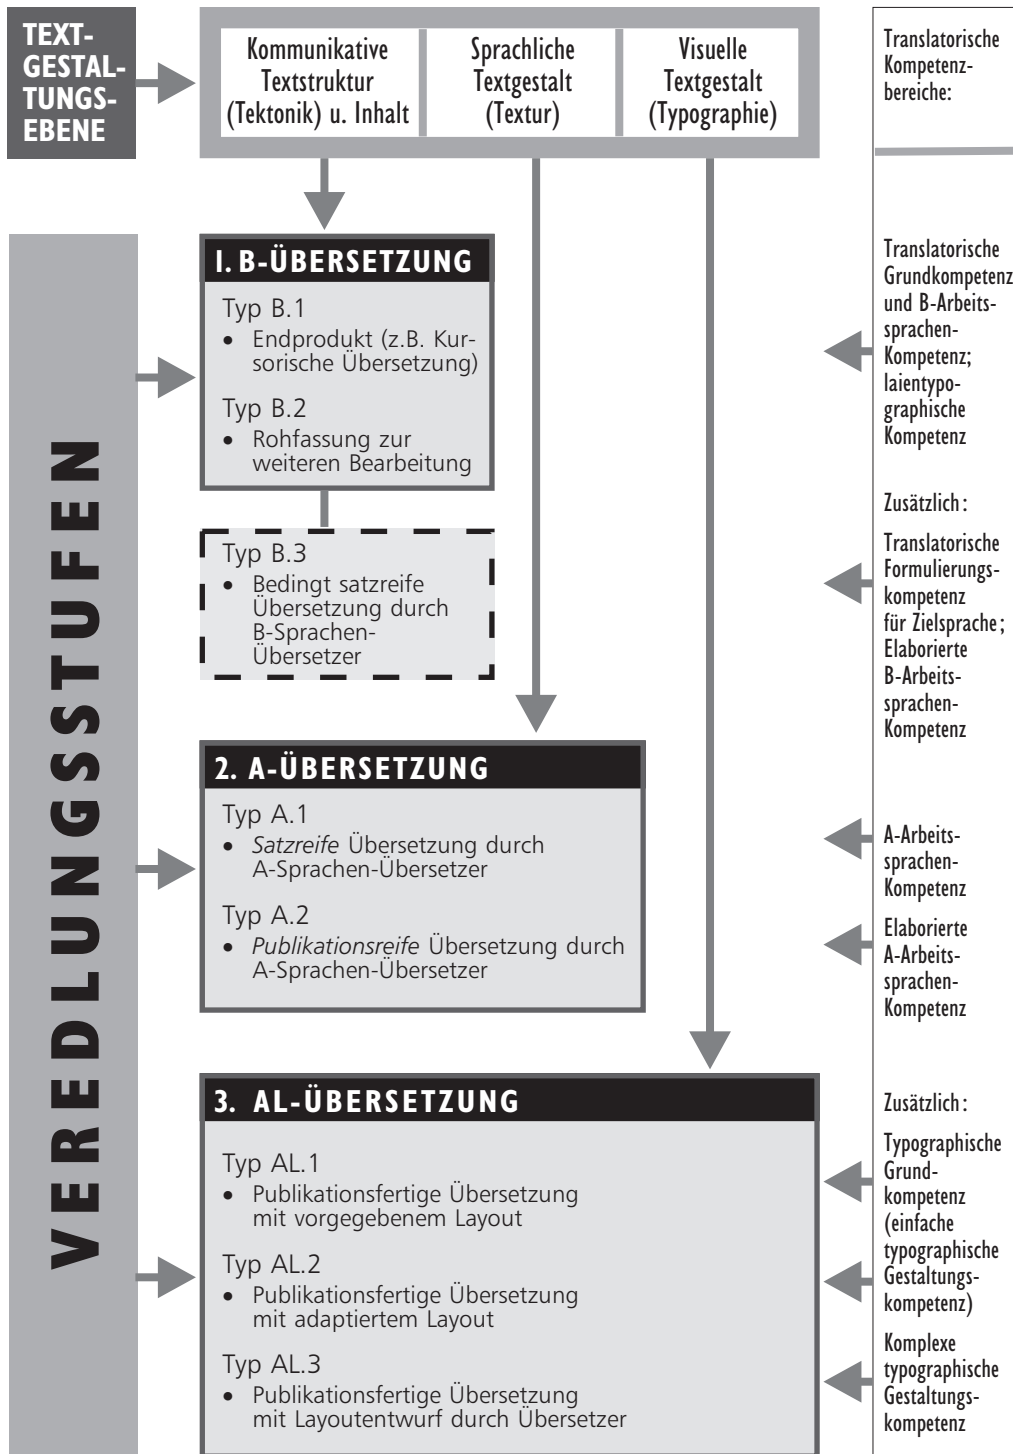 TEXT-
GESTAL-
TUNGS-
EBENE
Kommunikative
Textstruktur
(Tektonik) u. Inhalt
Sprachliche
Textgestalt
(Textur)
Visuelle
Textgestalt
(Typographie)
Translatorische
Kompetenz-
bereiche:
VEREDLUNGSSTUFEN
1. B-ÜBERSETZUNG
Typ B.1
• Endprodukt (z.B. Kur-
sorische Übersetzung)
Typ B.2
• Rohfassung zur
weiteren Bearbeitung
Translatorische
Grundkompetenz
und B-Arbeits-
sprachen-
Kompetenz;
laientypo-
graphische
Kompetenz
Typ B.3
• Bedingt satzreife
Übersetzung durch
B-Sprachen-
Übersetzer
Zusätzlich:
Translatorische
Formulierungs-
kompetenz
für Zielsprache;
Elaborierte
B-Arbeits-
sprachen-
Kompetenz
2. A-ÜBERSETZUNG
Typ A.1
• Satzreife Übersetzung durch
A-Sprachen-Übersetzer
Typ A.2
• Publikationsreife Übersetzung durch
A-Sprachen-Übersetzer
A-Arbeits-
sprachen-
Kompetenz
Elaborierte
A-Arbeits-
sprachen-
Kompetenz
3. AL-ÜBERSETZUNG
Typ AL.1
• Publikationsfertige Übersetzung
mit vorgegebenem Layout
Typ AL.2
• Publikationsfertige Übersetzung
mit adaptiertem Layout
Typ AL.3
• Publikationsfertige Übersetzung
mit Layoutentwurf durch Übersetzer
Zusätzlich:
Typographische
Grund-
kompetenz
(einfache
typographische
Gestaltungs-
kompetenz)
Komplexe
typographische
Gestaltungs-
kompetenz